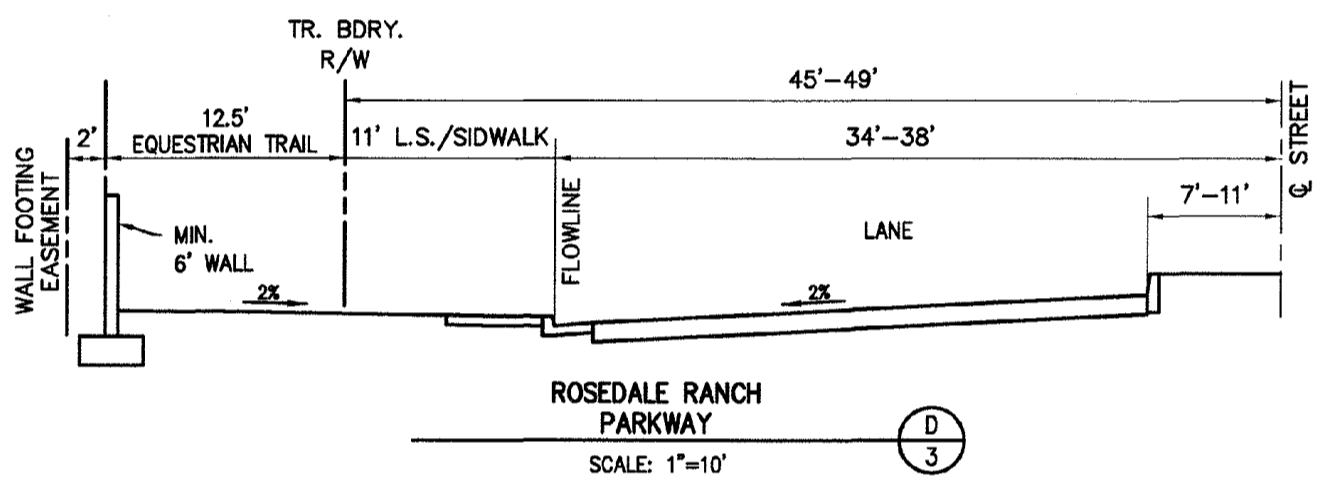 TR. BDRY.
R/W
45'-49'
2'
12.5'
EQUESTRIAN TRAIL
11' L.S./SIDWALK
34'-38'
℄ STREET
WALL FOOTING
EASEMENT
MIN.
6' WALL
FLOWLINE
LANE
7'-11'
2%
2%
ROSEDALE RANCH
PARKWAY
D
3
SCALE: 1"=10'